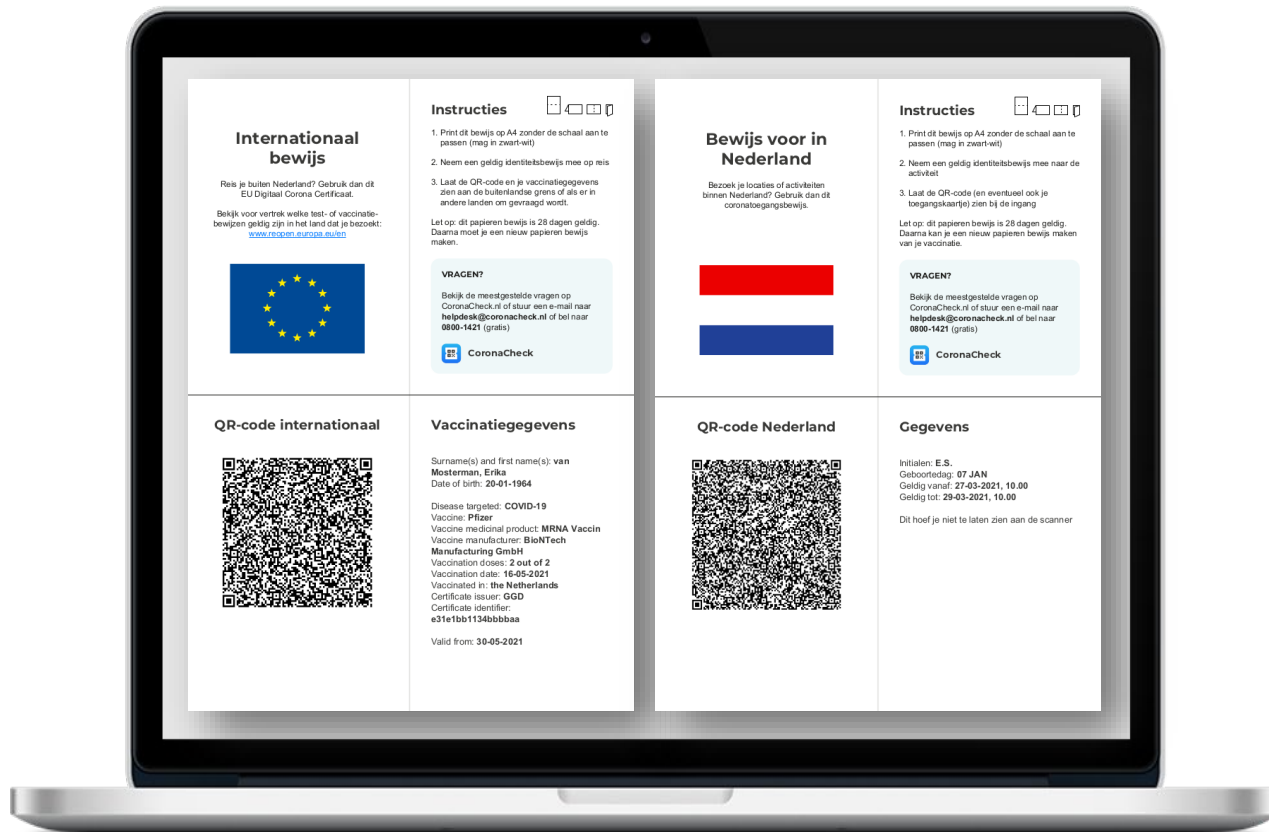 Internationaal
bewijs
Reis je buiten Nederland? Gebruik dan dit
EU Digitaal Corona Certificaat.
Bekijk voor vertrek welke test- of vaccinatie-
bewijzen geldig zijn in het land dat je bezoekt:
www.reopen.europa.eu/en
Instructies
1. Print dit bewijs op A4 zonder de schaal aan te
passen (mag in zwart-wit)
2. Neem een geldig identiteitsbewijs mee op reis
3. Laat de QR-code en je vaccinatiegegevens
zien aan de buitenlandse grens of als er in
andere landen om gevraagd wordt.
Let op: dit papieren bewijs is 28 dagen geldig.
Daarna moet je een nieuw papieren bewijs
maken.
VRAGEN?
Bekijk de meestgestelde vragen op
CoronaCheck.nl of stuur een e-mail naar
helpdesk@coronacheck.nl of bel naar
0800-1421 (gratis)
CoronaCheck
QR-code internationaal
Vaccinatiegegevens
Surname(s) and first name(s): van
Mosterman, Erika
Date of birth: 20-01-1964
Disease targeted: COVID-19
Vaccine: Pfizer
Vaccine medicinal product: MRNA Vaccin
Vaccine manufacturer: BioNTech
Manufacturing GmbH
Vaccination doses: 2 out of 2
Vaccination date: 16-05-2021
Vaccinated in: the Netherlands
Certificate issuer: GGD
Certificate identifier:
e31e1bb1134bbbbaa
Valid from: 30-05-2021
Bewijs voor in
Nederland
Bezoek je locaties of activiteiten
binnen Nederland? Gebruik dan dit
coronatoegangsbewijs.
Instructies
1. Print dit bewijs op A4 zonder de schaal aan te
passen (mag in zwart-wit)
2. Neem een geldig identiteitsbewijs mee naar de
activiteit
3. Laat de QR-code (en eventueel ook je
toegangskaartje) zien bij de ingang
Let op: dit papieren bewijs is 28 dagen geldig.
Daarna kan je een nieuw papieren bewijs maken
van je vaccinatie.
VRAGEN?
Bekijk de meestgestelde vragen op
CoronaCheck.nl of stuur een e-mail naar
helpdesk@coronacheck.nl of bel naar
0800-1421 (gratis)
CoronaCheck
QR-code Nederland
Gegevens
Initialen: E.S.
Geboortedag: 07 JAN
Geldig vanaf: 27-03-2021, 10.00
Geldig tot: 29-03-2021, 10.00
Dit hoef je niet te laten zien aan de scanner